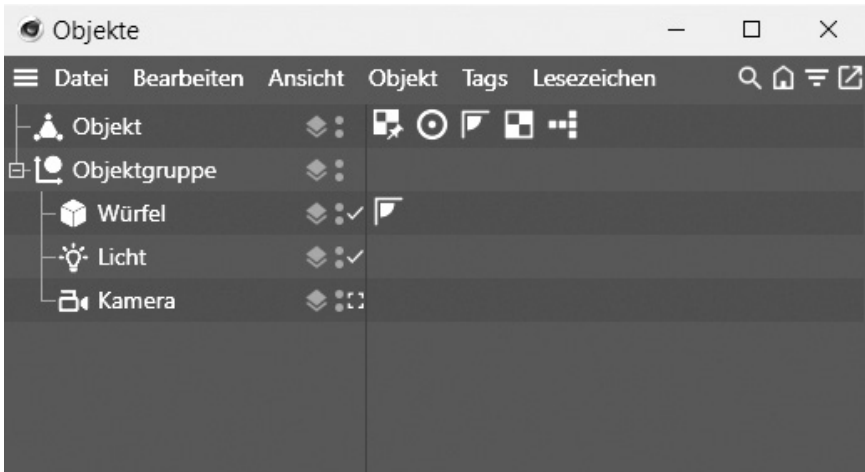 Objekte
Datei Bearbeiten Ansicht Objekt Tags Lesezeichen
Objekt
Objektgruppe
Würfel
Licht
Kamera